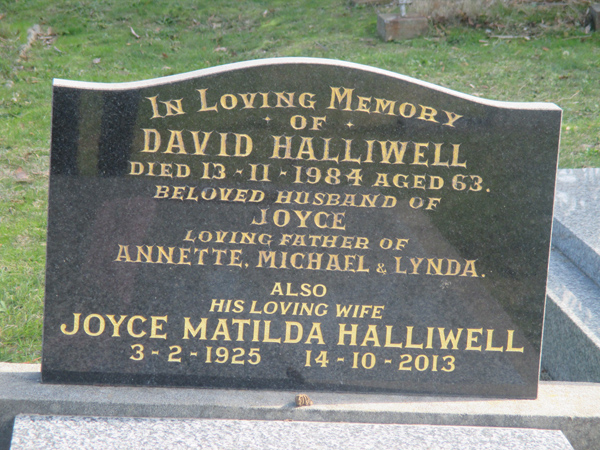 In Loving Memory
OF
DAVID HALLIWELL
DIED 13-11-1984 AGED 63.
BELOVED HUSBAND OF
JOYCE
LOVING FATHER OF
ANNETTE, MICHAEL & LYNDA.
ALSO
HIS LOVING WIFE
JOYCE MATILDA HALLIWELL
3-2-1925 14-10-2013